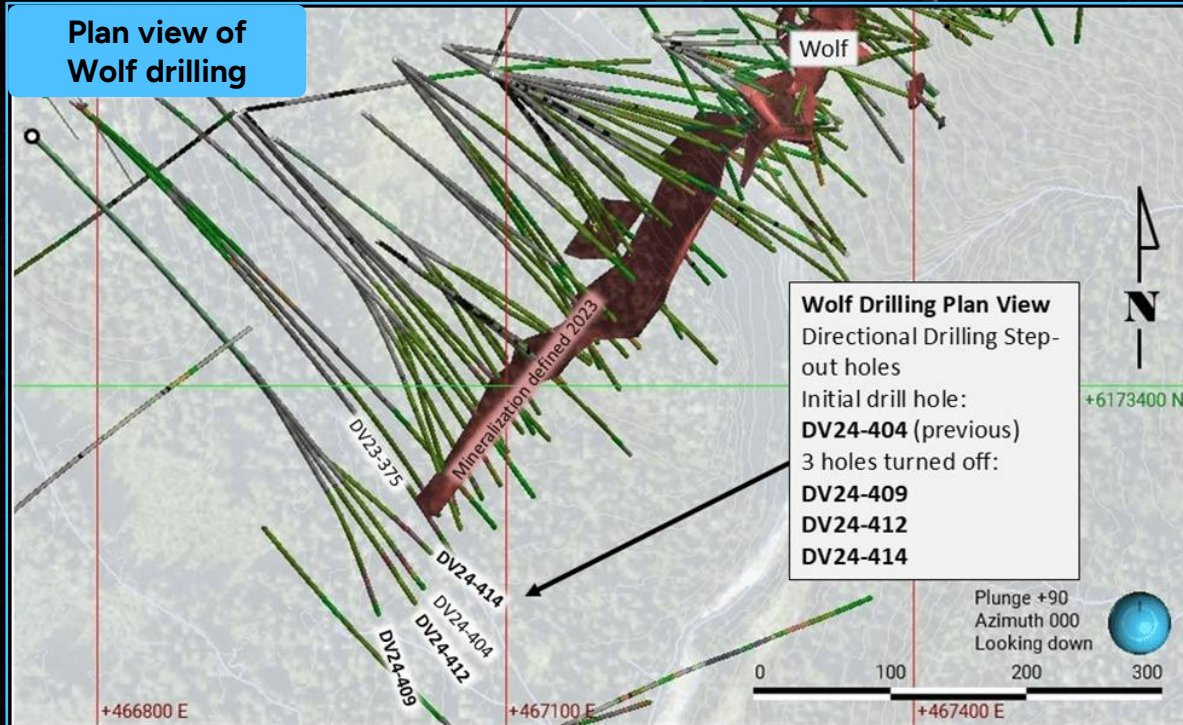 Plan view of
Wolf drilling
Wolf
N
Mineralization defined 2023
DV23-375
Wolf Drilling Plan View
Directional Drilling Step-
out holes
Initial drill hole:
DV24-404 (previous)
3 holes turned off:
DV24-409
DV24-412
DV24-414
+6173400 N
DV24-414
DV24-404
DV24-412
DV24-409
Plunge +90
Azimuth 000
Looking down
0 100 200 300
+466800 E
+467100 E
+467400 E